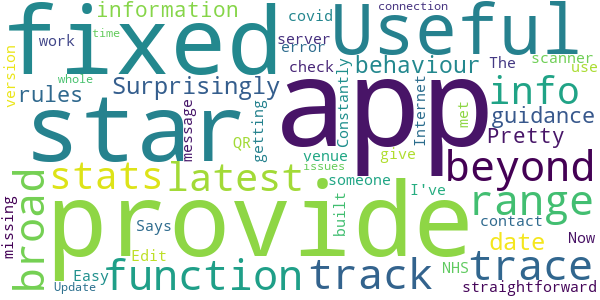 connection
information
covid
fixed
Useful
work
time
server
error
The
scanner
version
whole
check
behaviour
use
Surprisingly
rules
app
info
star
message
getting
Constantly
Internet
met
guidance
QR
Pretty
venue
give
beyond
stats
latest
issues
someone
I've
range
broad
provide
built
contact
missing
Says
date
Now
Edit
trace
Easy
function
track
NHS
Update
straightforward